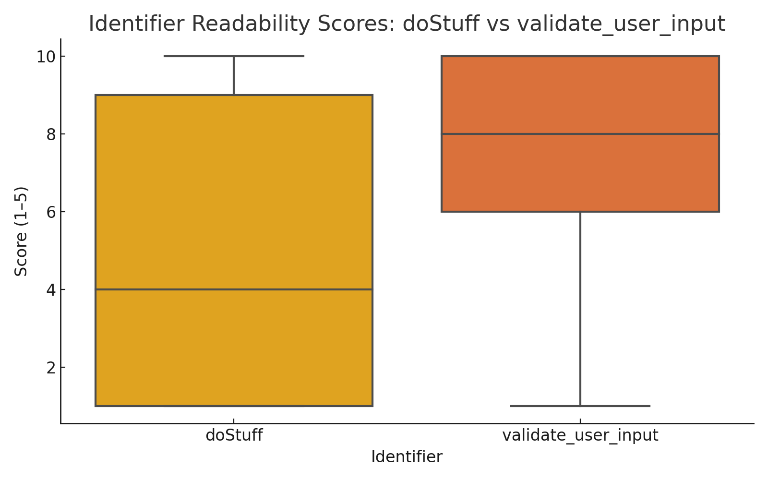 Identifier Readability Scores: doStuff vs validate_user_input
10
8
6
4
2
Score (1–5)
doStuff
validate_user_input
Identifier